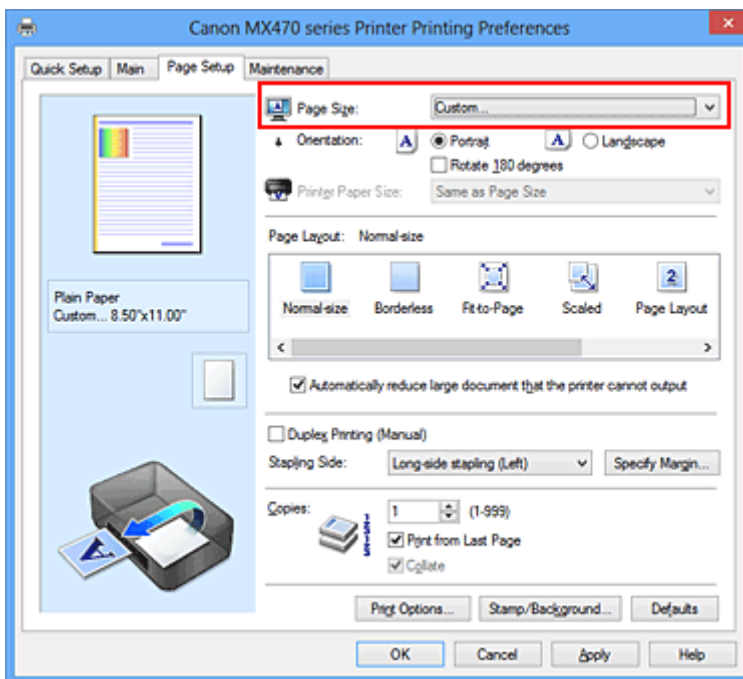 Canon MX470 series Printer Printing Preferences
Quick Setup Main Page Setup Maintenance
Page Size: Custom...
Orientation: A Portrait A Landscape
Rotate 180 degrees
Printer Paper Size: Same as Page Size
Page Layout: Normal-size
2
Normal-size Borderless Fit-to-Page Scaled Page Layout
Plain Paper
Custom... 8.50"x11.00"
Automatically reduce large document that the printer cannot output
Duplex Printing (Manual)
Stapling Side: Long-side stapling (Left) Specify Margin...
Copies: 1 (1-999)
Print from Last Page
Collate
A
Print Options... Stamp/Background... Defaults
OK Cancel Apply Help